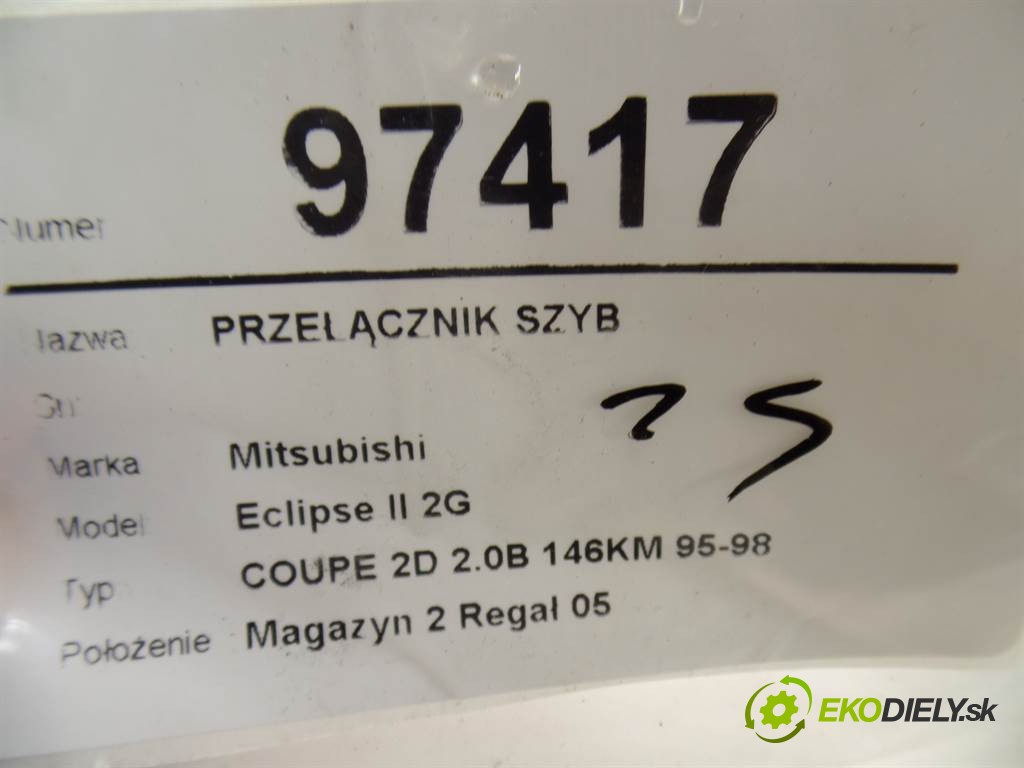 Numer 97417
Nazwa PRZEŁĄCZNIK SZYB
Marka Mitsubishi
Model Eclipse II 2G
Typ COUPE 2D 2.0B 146KM 95-98
Położenie Magazyn 2 Regał 05
EKODIELY.sk